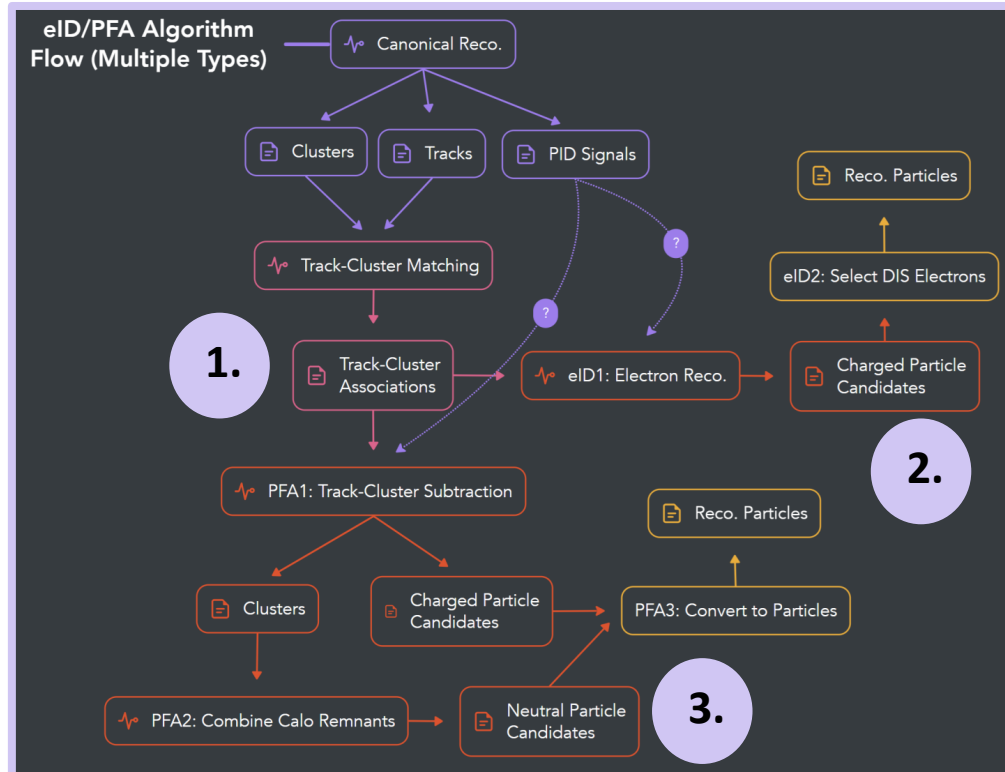 eID/PFA Algorithm
Flow (Multiple Types)
Canonical Reco.
Clusters
Tracks
PID Signals
Reco. Particles
?
Track-Cluster Matching
eID2: Select DIS Electrons
?
1.
Track-Cluster
Associations
eID1: Electron Reco.
Charged Particle
Candidates
2.
PFA1: Track-Cluster Subtraction
Reco. Particles
Clusters
Charged Particle
Candidates
PFA3: Convert to Particles
PFA2: Combine Calo Remnants
Neutral Particle
Candidates
3.